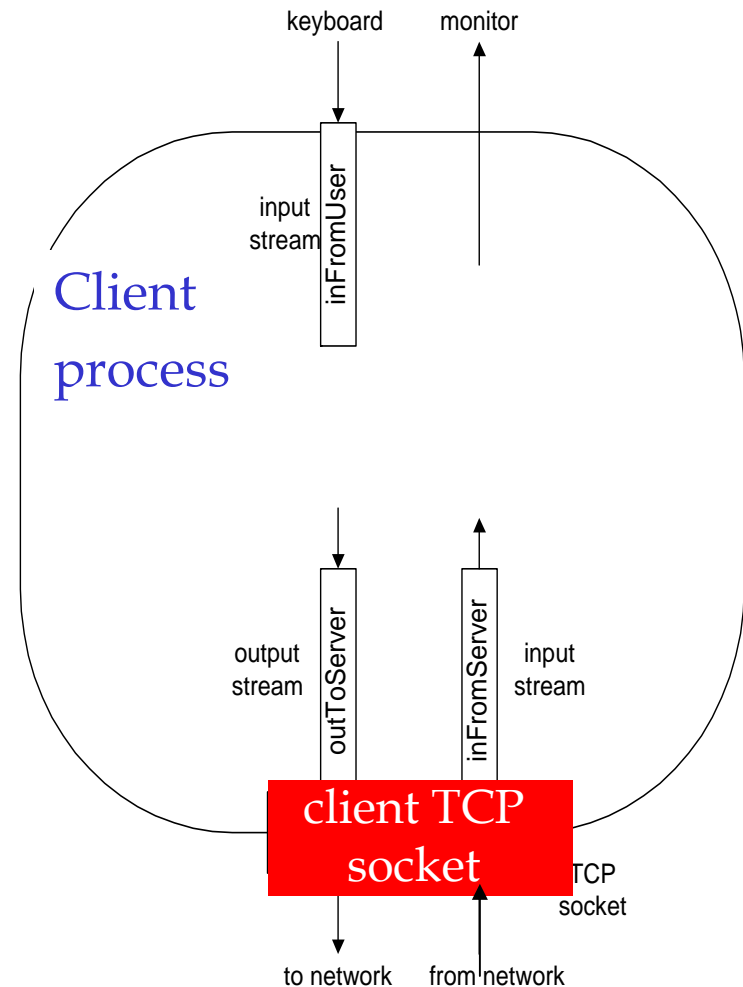 keyboard
monitor
input
stream
inFromUser
Client
process
output
stream
outToServer
inFromServer
input
stream
client TCP
socket
TCP
socket
to network
from network